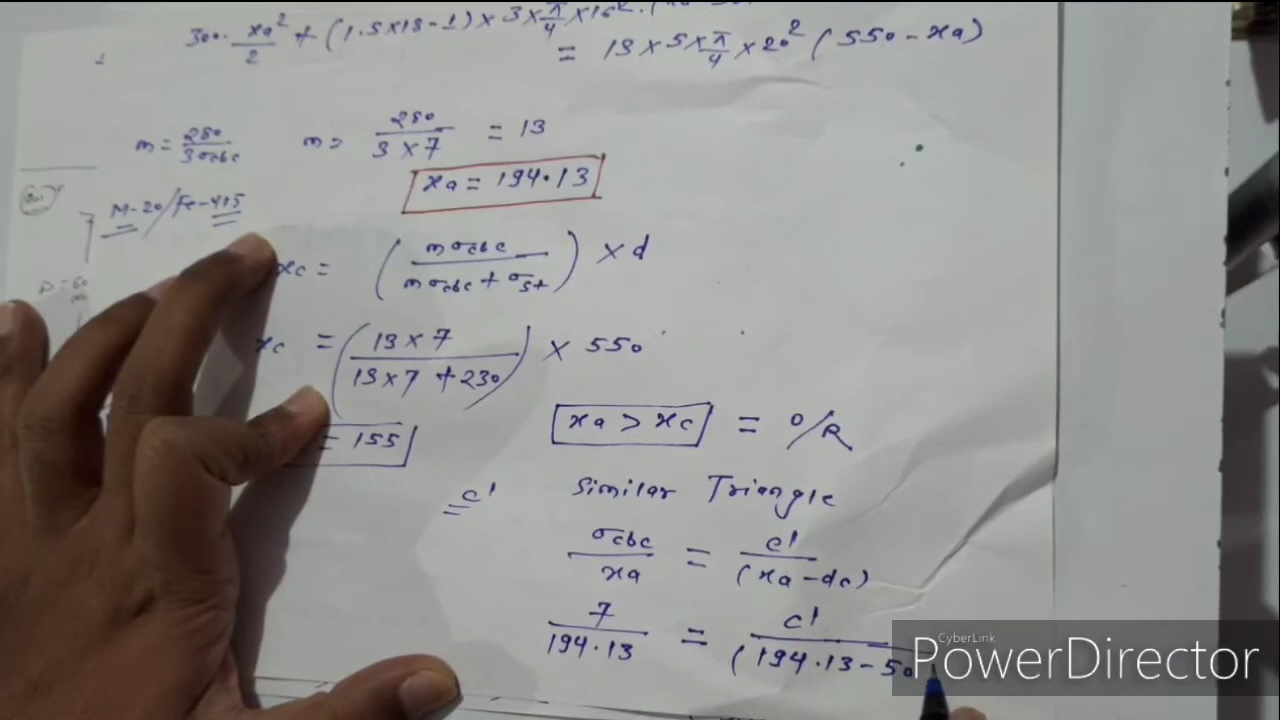 300. xa²/2 + (1.5×13-1) × 3 × π/4 × 16².
= 13 × 5 × π/4 × 20² (550 - xa)
m = 280/3σcbc m = 280/(3 × 7) = 13
xa = 194.13
M-20/Fe-415
xc = (mσcbc/(mσcbc + σst)) × d
xc = (13 × 7/(13 × 7 + 230)) × 550
xa > xc = O/R
= 155
c' Similar Triangle
σcbc/xa = c'/(xa - dc)
7/194.13 = c'/(194.13 - 50
CyberLink
PowerDirector